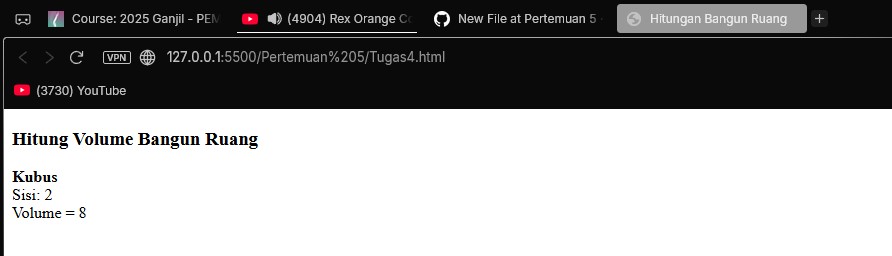 Course: 2025 Ganjil - PEM
(4904) Rex Orange Co
New File at Pertemuan 5
Hitungan Bangun Ruang
VPN 127.0.0.1:5500/Pertemuan%205/Tugas4.html
(3730) YouTube
Hitung Volume Bangun Ruang
Kubus
Sisi: 2
Volume = 8